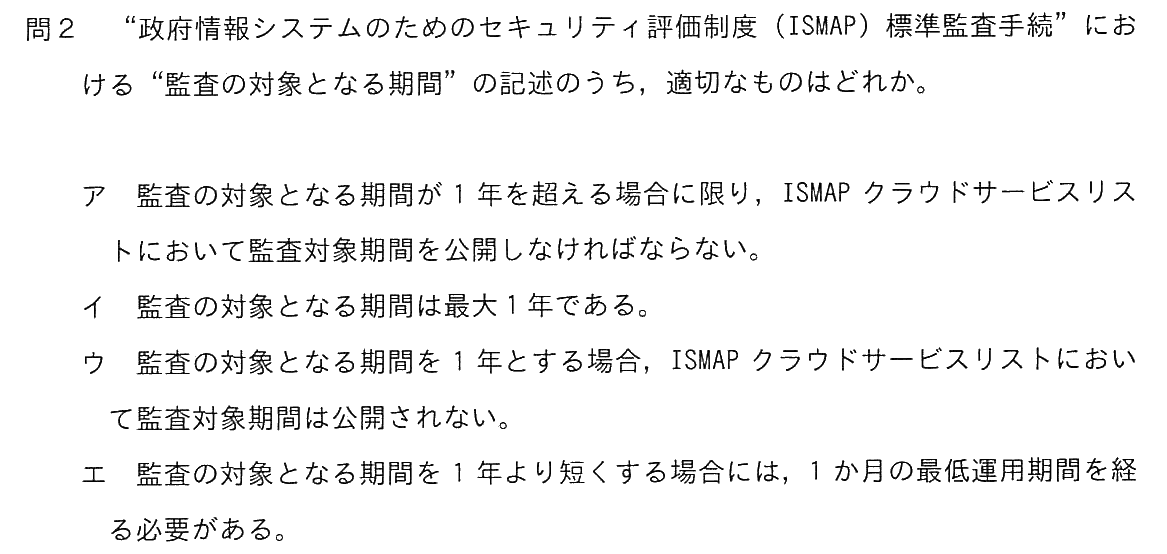 問2　“政府情報システムのためのセキュリティ評価制度（ISMAP）標準監査手続”にお
ける“監査の対象となる期間”の記述のうち，適切なものはどれか。
ア　監査の対象となる期間が1年を超える場合に限り，ISMAP クラウドサービスリス
トにおいて監査対象期間を公開しなければならない。
イ　監査の対象となる期間は最大1年である。
ウ　監査の対象となる期間を1年とする場合，ISMAP クラウドサービスリストにおい
て監査対象期間は公開されない。
エ　監査の対象となる期間を1年より短くする場合には，1か月の最低運用期間を経
る必要がある。